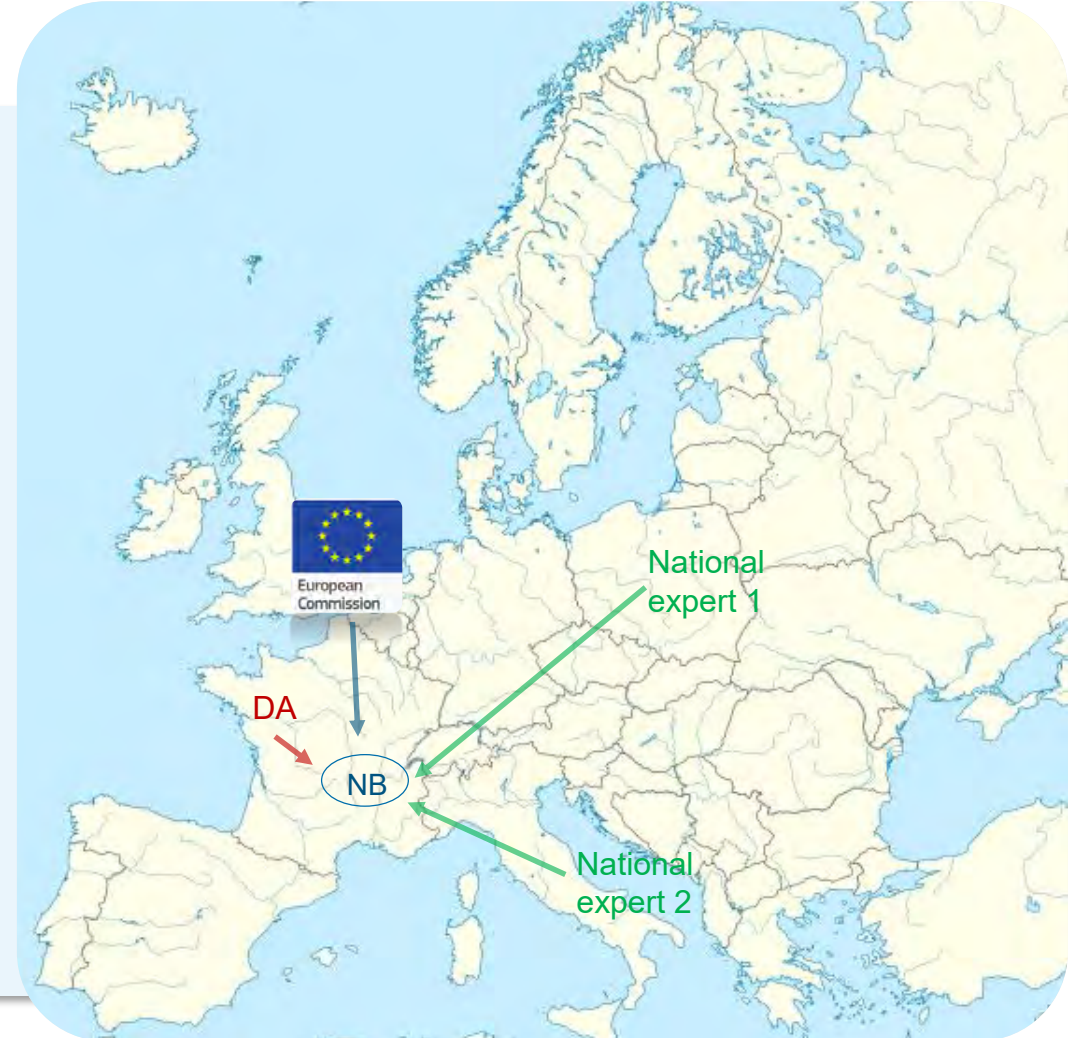 National
expert 1
European
Commission
DA
NB
National
expert 2